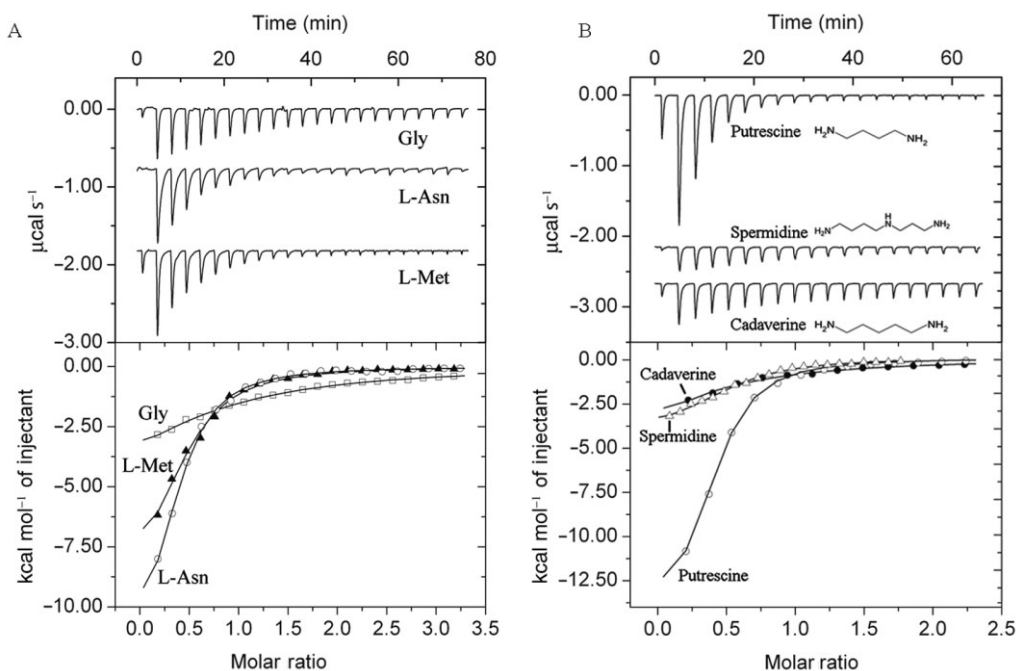 A
Time (min)
0 20 40 60 80
0.00
−1.00
−2.00
−3.00
μcal s⁻¹
Gly
L-Asn
L-Met
0.00
−2.50
−5.00
−7.50
−10.00
kcal mol⁻¹ of injectant
Gly
L-Met
L-Asn
0.0 0.5 1.0 1.5 2.0 2.5 3.0 3.5
Molar ratio
B
Time (min)
0 20 40 60
0.00
−1.00
−2.00
−3.00
μcal s⁻¹
Putrescine H₂N NH₂
Spermidine H₂N H N NH₂
Cadaverine H₂N NH₂
0.00
−2.50
−5.00
−7.50
−10.00
−12.50
kcal mol⁻¹ of injectant
Cadaverine
Spermidine
Putrescine
0.0 0.5 1.0 1.5 2.0 2.5
Molar ratio